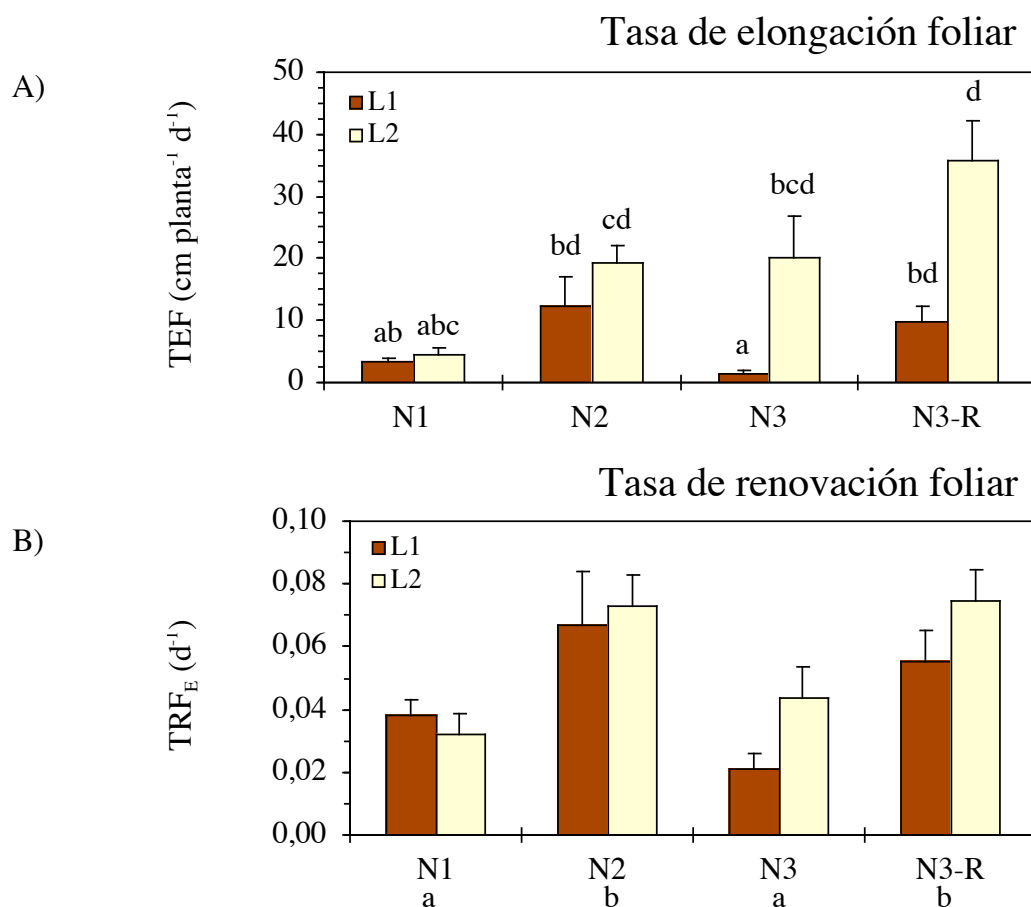 Tasa de elongación foliar
A)
TEF (cm planta⁻¹ d⁻¹)
50
40
30
20
10
0
L1
L2
ab
abc
bd
cd
a
bcd
bd
d
N1 N2 N3 N3-R
Tasa de renovación foliar
B)
TRF_E (d⁻¹)
0,10
0,08
0,06
0,04
0,02
0,00
L1
L2
N1 N2 N3 N3-R
a b a b